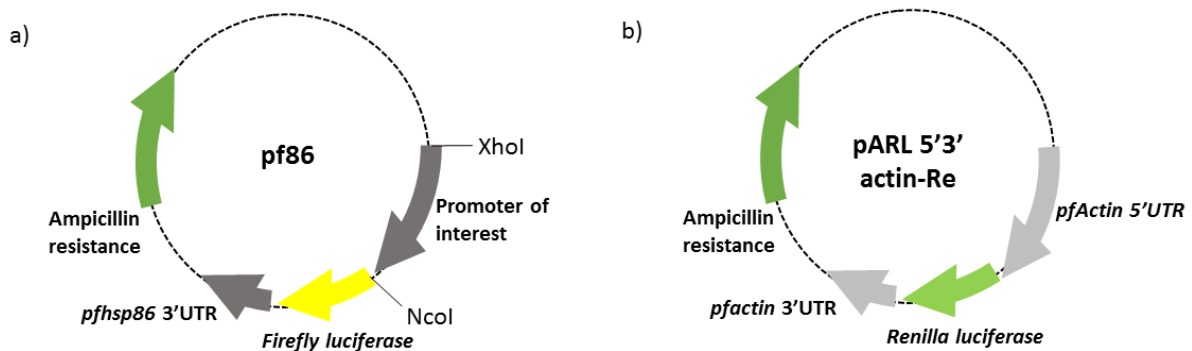 a)
pf86
XhoI
Promoter of
interest
NcoI
Firefly luciferase
pfhsp86 3'UTR
Ampicillin
resistance
b)
pARL 5'3'
actin-Re
pfActin 5'UTR
Renilla luciferase
pfactin 3'UTR
Ampicillin
resistance